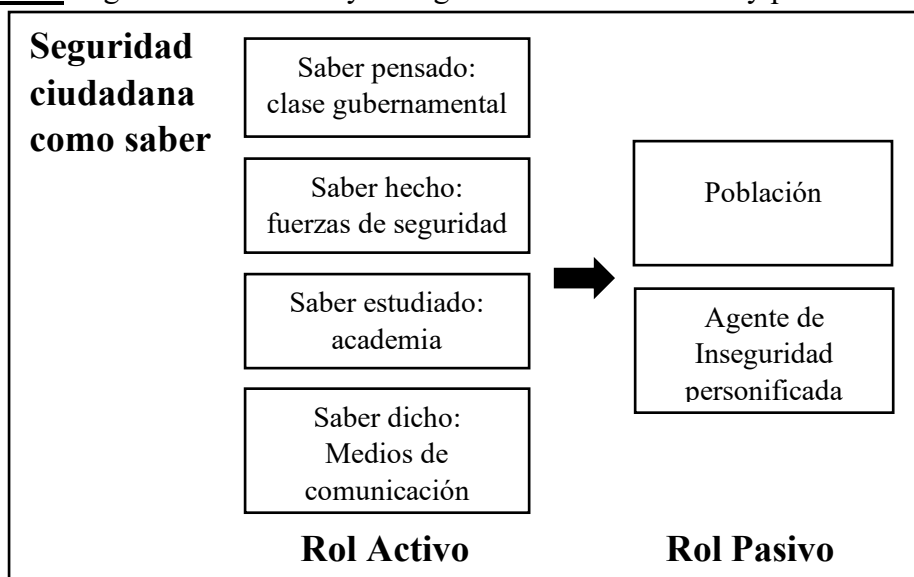 Seguridad
ciudadana
como saber
Saber pensado:
clase gubernamental
Saber hecho:
fuerzas de seguridad
Saber estudiado:
academia
Saber dicho:
Medios de
comunicación
Rol Activo
Población
Agente de
Inseguridad
personificada
Rol Pasivo